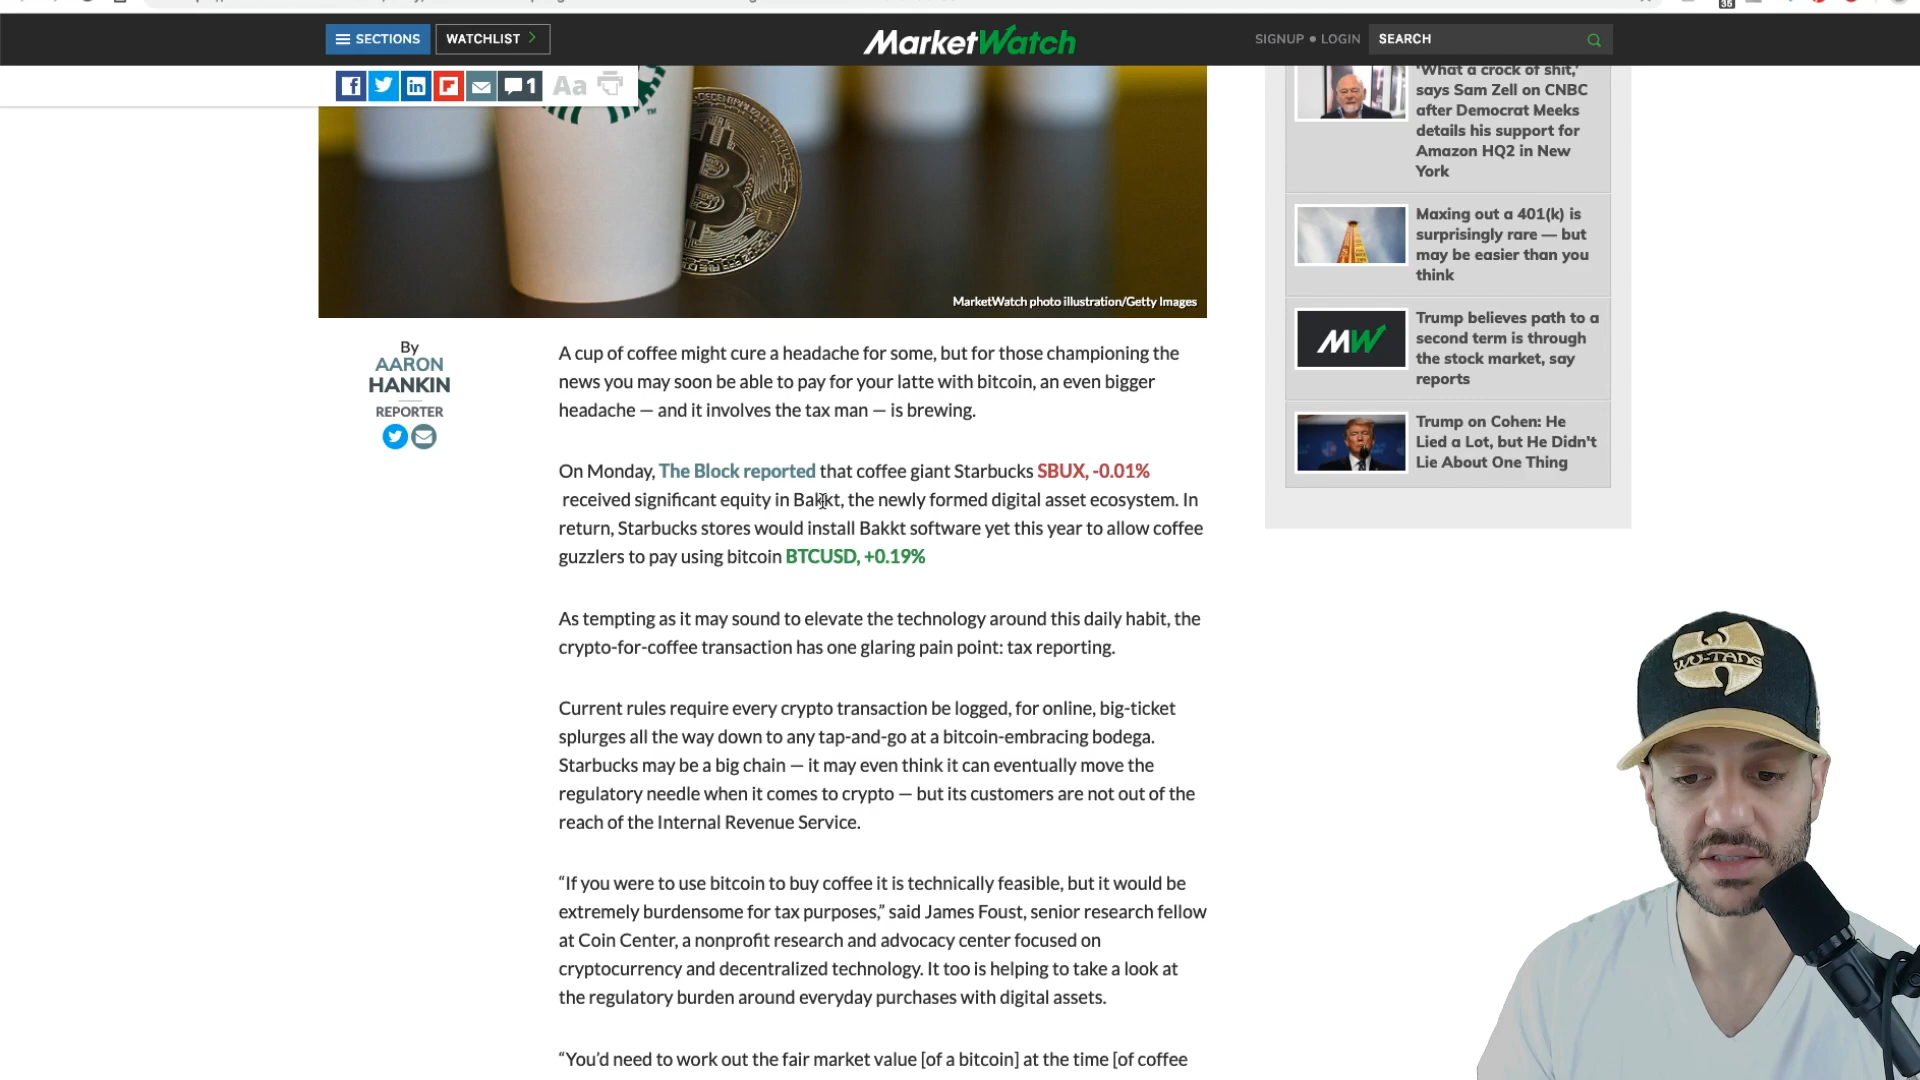 35
SECTIONS
WATCHLIST
MarketWatch
SIGNUP • LOGIN
SEARCH
1
Aa
TM
MarketWatch photo illustration/Getty Images
By
AARON
HANKIN
REPORTER
A cup of coffee might cure a headache for some, but for those championing the
news you may soon be able to pay for your latte with bitcoin, an even bigger
headache — and it involves the tax man — is brewing.
On Monday, The Block reported that coffee giant Starbucks SBUX, -0.01%
received significant equity in Bakkt, the newly formed digital asset ecosystem. In
return, Starbucks stores would install Bakkt software yet this year to allow coffee
guzzlers to pay using bitcoin BTCUSD, +0.19%
As tempting as it may sound to elevate the technology around this daily habit, the
crypto-for-coffee transaction has one glaring pain point: tax reporting.
Current rules require every crypto transaction be logged, for online, big-ticket
splurges all the way down to any tap-and-go at a bitcoin-embracing bodega.
Starbucks may be a big chain — it may even think it can eventually move the
regulatory needle when it comes to crypto — but its customers are not out of the
reach of the Internal Revenue Service.
“If you were to use bitcoin to buy coffee it is technically feasible, but it would be
extremely burdensome for tax purposes,” said James Foust, senior research fellow
at Coin Center, a nonprofit research and advocacy center focused on
cryptocurrency and decentralized technology. It too is helping to take a look at
the regulatory burden around everyday purchases with digital assets.
“You’d need to work out the fair market value [of a bitcoin] at the time [of coffee
'What a crock of shit,'
says Sam Zell on CNBC
after Democrat Meeks
details his support for
Amazon HQ2 in New
York
Maxing out a 401(k) is
surprisingly rare — but
may be easier than you
think
MW
Trump believes path to a
second term is through
the stock market, say
reports
Trump on Cohen: He
Lied a Lot, but He Didn't
Lie About One Thing
WU-TANG